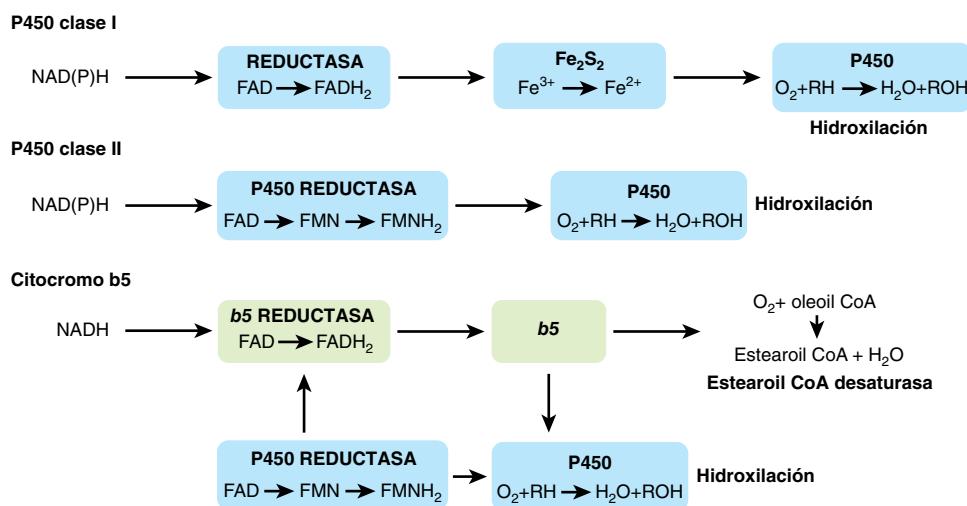 P450 clase I
NAD(P)H
REDUCTASA
FAD → FADH₂
Fe₂S₂
Fe³⁺ → Fe²⁺
P450
O₂+RH → H₂O+ROH
Hidroxilación
P450 clase II
NAD(P)H
P450 REDUCTASA
FAD → FMN → FMNH₂
P450
O₂+RH → H₂O+ROH
Hidroxilación
Citocromo b5
NADH
b5 REDUCTASA
FAD → FADH₂
b5
O₂+ oleoil CoA
Estearoil CoA + H₂O
Estearoil CoA desaturasa
P450 REDUCTASA
FAD → FMN → FMNH₂
P450
O₂+RH → H₂O+ROH
Hidroxilación